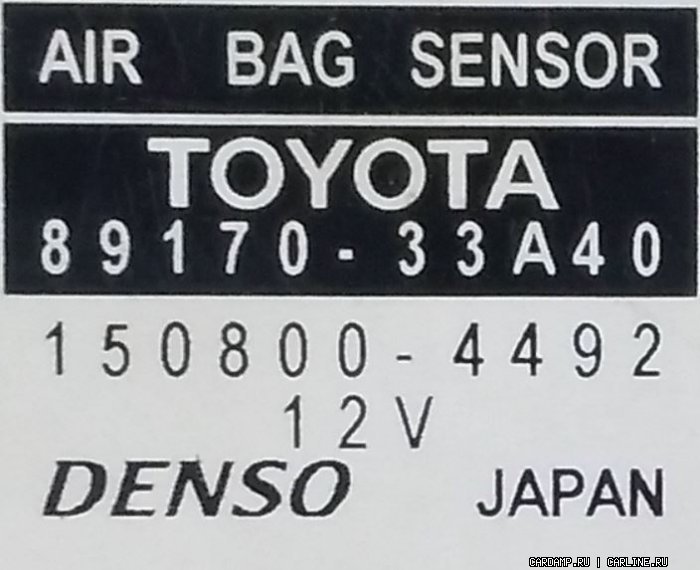 AIR BAG SENSOR
TOYOTA
89170-33A40
150800-4492
12V
DENSO JAPAN
CARDAMP.RU | CARLINE.RU